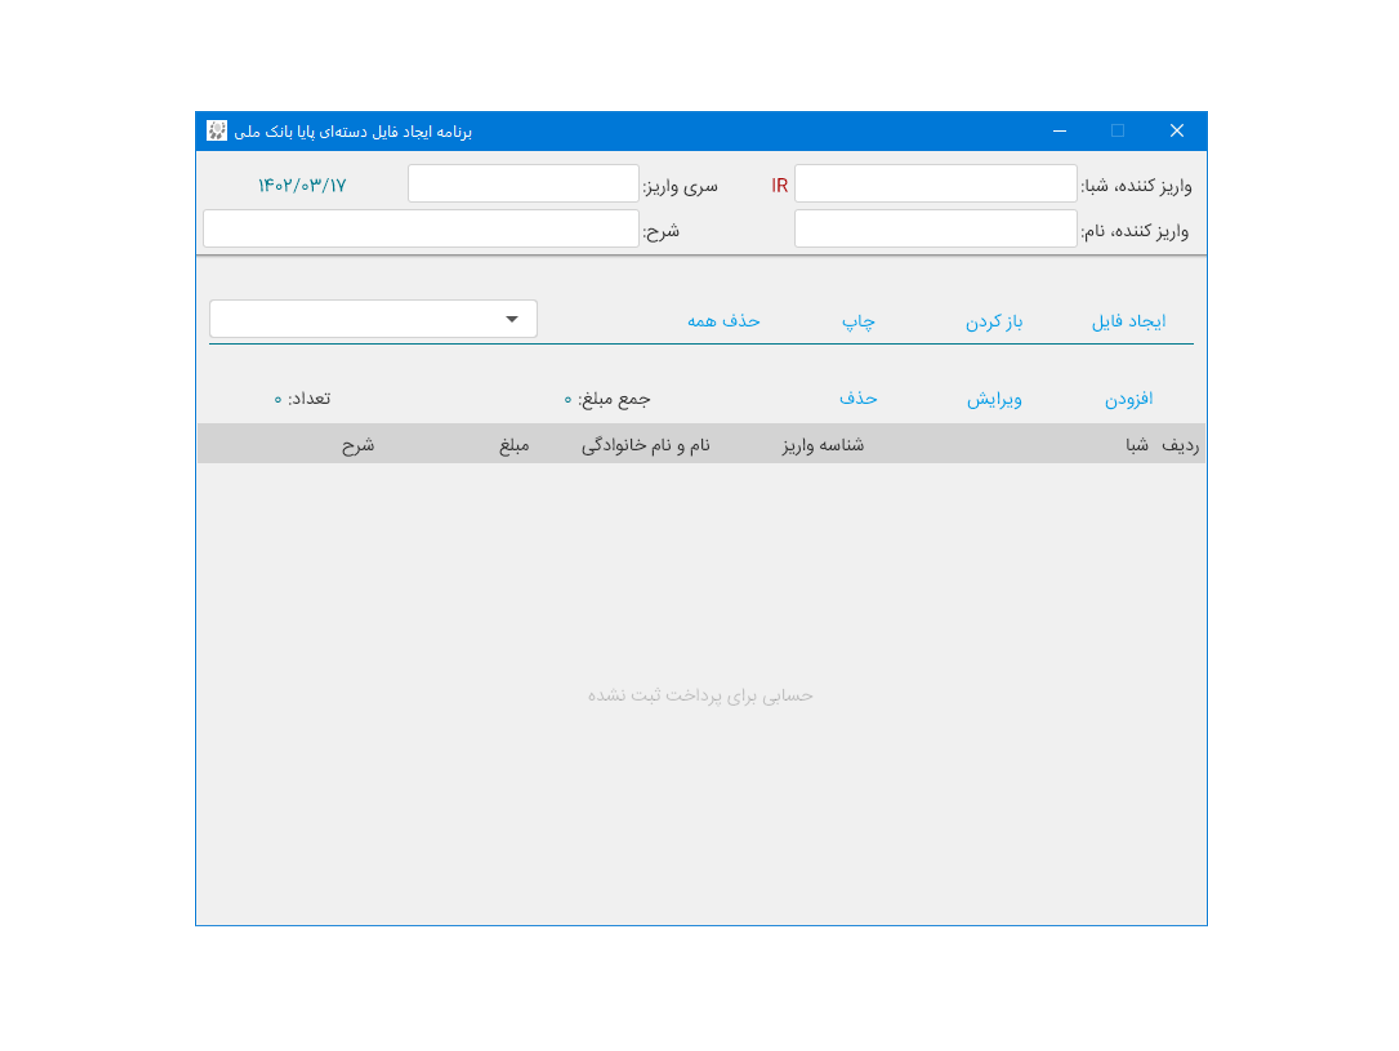 برنامه ایجاد فایل دسته‌ای پایا بانک ملی
واریز کننده، شبا: IR سری واریز: ۱۴۰۲/۰۳/۱۷
واریز کننده، نام: شرح:
ایجاد فایل باز کردن چاپ حذف همه
افزودن ویرایش حذف جمع مبلغ: ۰ تعداد: ۰
ردیف شبا شناسه واریز نام و نام خانوادگی مبلغ شرح
حسابی برای پرداخت ثبت نشده